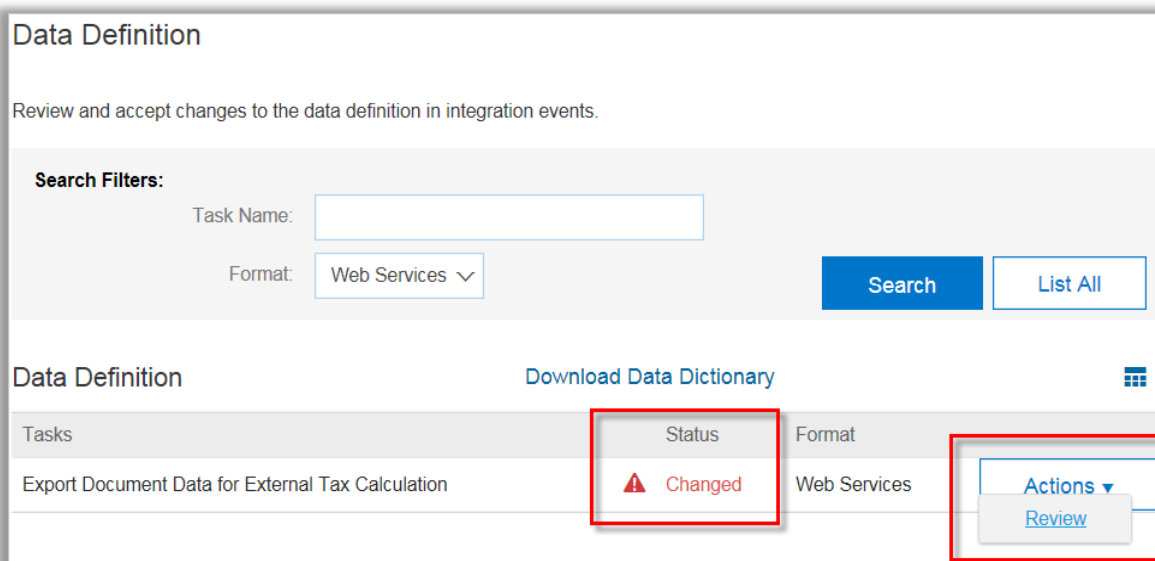 Data Definition
Review and accept changes to the data definition in integration events.
Search Filters:
Task Name:
Format: Web Services
Search List All
Data Definition Download Data Dictionary
Tasks Status Format
Export Document Data for External Tax Calculation Changed Web Services Actions
Review